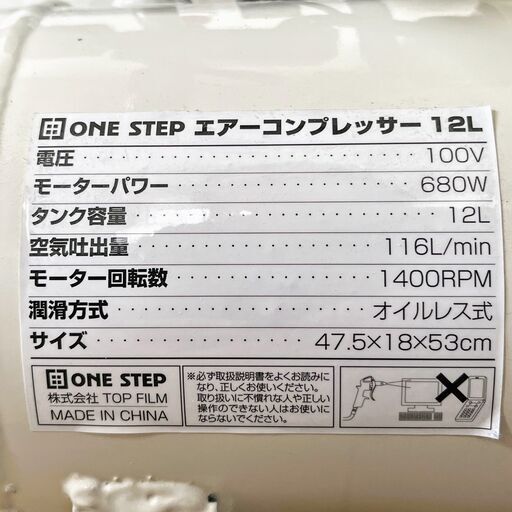 ONE STEP エアーコンプレッサー 12L
電圧 100V
モーターパワー 680W
タンク容量 12L
空気吐出量 116L/min
モーター回転数 1400RPM
潤滑方式 オイルレス式
サイズ 47.5×18×53cm
ONE STEP
株式会社 TOP FILM
MADE IN CHINA
※必ず取扱説明書をよくお読みに
なり、正しくお使いください。
取り扱いに不慣れな人や正しい
操作のできない人はお使いに
ならないでください。